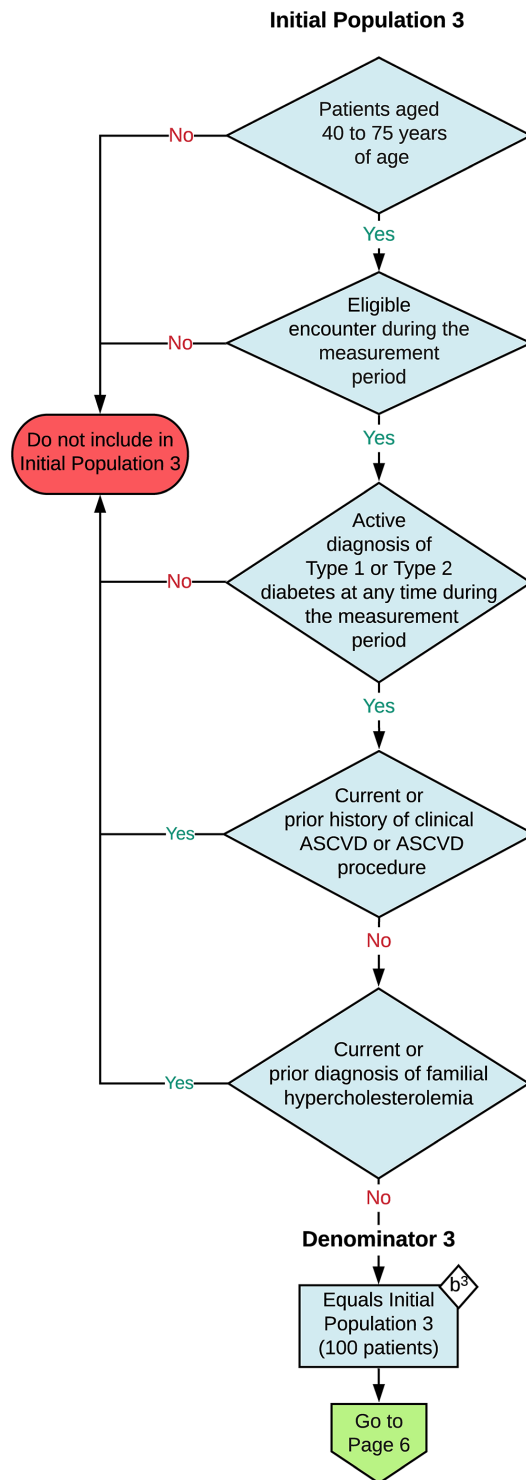 Initial Population 3
Patients aged
40 to 75 years
of age
No
Yes
Eligible
encounter during the
measurement
period
No
Yes
Do not include in
Initial Population 3
Active
diagnosis of
Type 1 or Type 2
diabetes at any time during
the measurement
period
No
Yes
Current or
prior history of clinical
ASCVD or ASCVD
procedure
Yes
No
Current or
prior diagnosis of familial
hypercholesterolemia
Yes
No
Denominator 3
b³
Equals Initial
Population 3
(100 patients)
Go to
Page 6